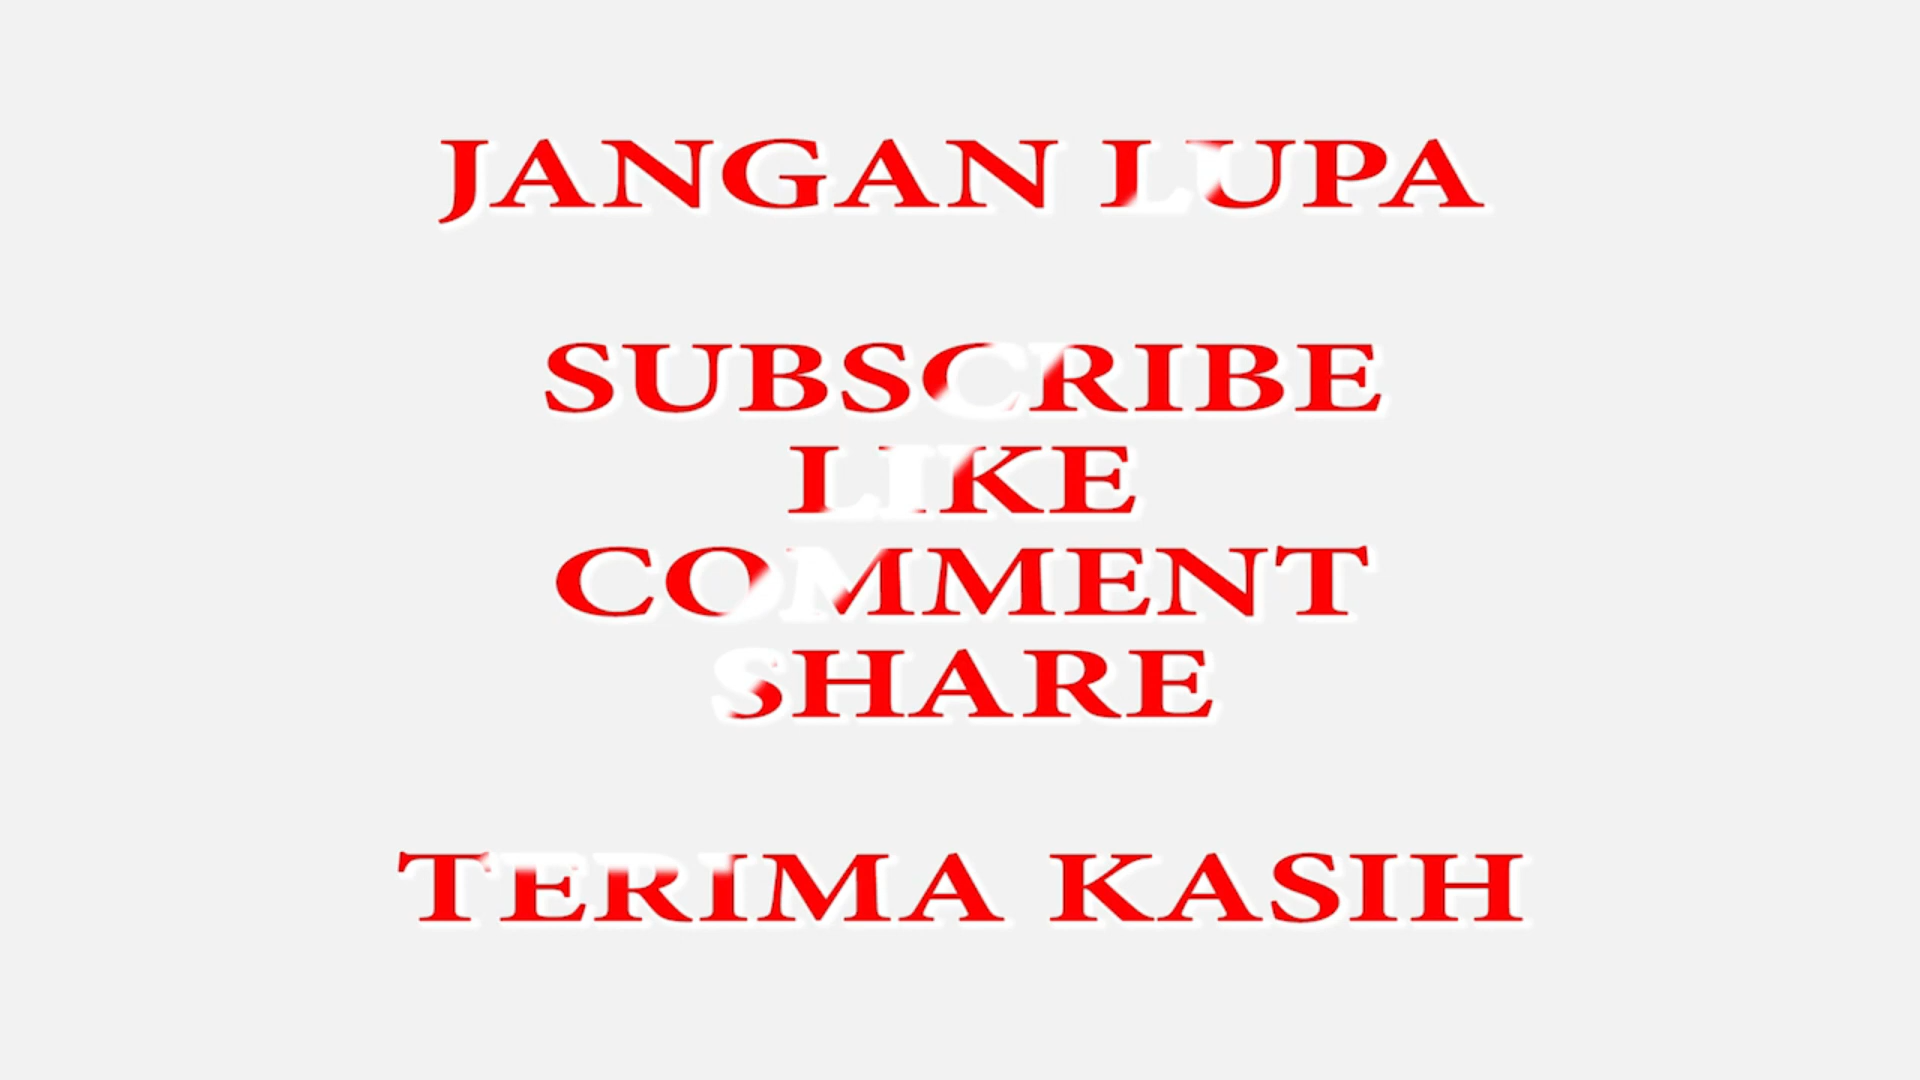 JANGAN LUPA
SUBSCRIBE
LIKE
COMMENT
SHARE
TERIMA KASIH